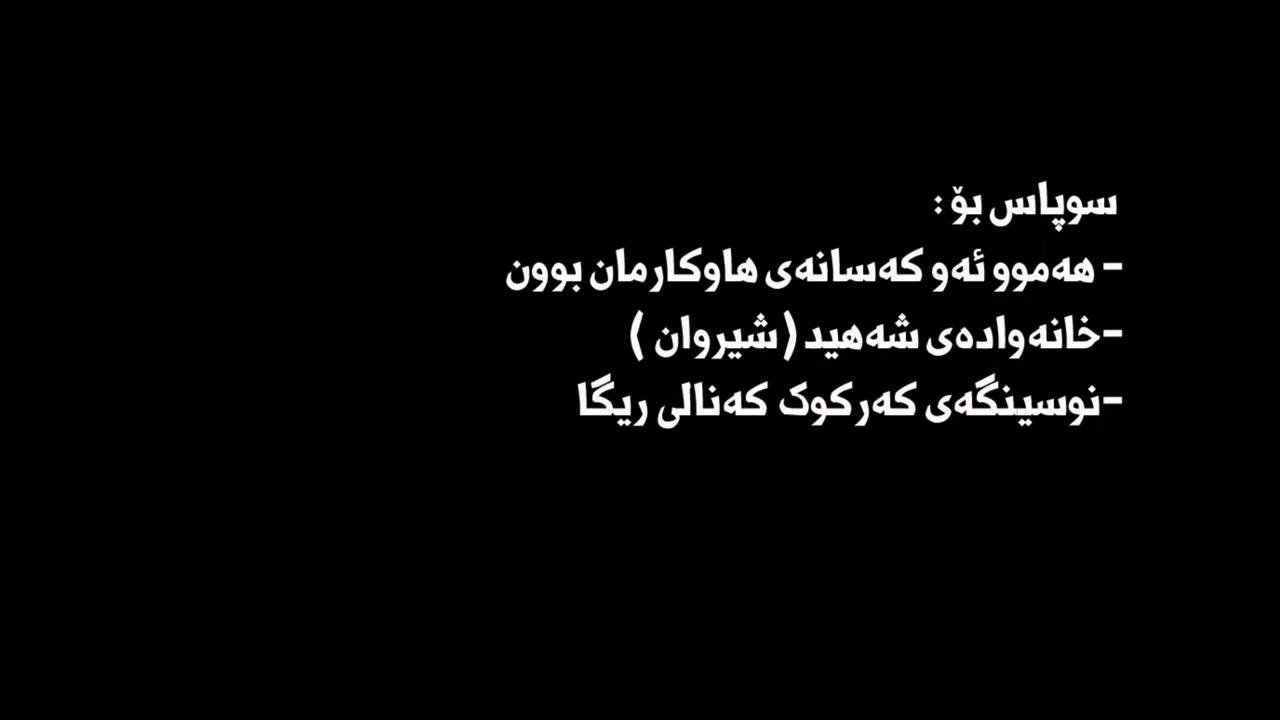 سوپاس بۆ :
- هەموو ئەو کەسانەی هاوکارمان بوون
-خانەوادەی شەهید ( شیروان )
-نوسینگەی کەرکوک کەنالی ریگا